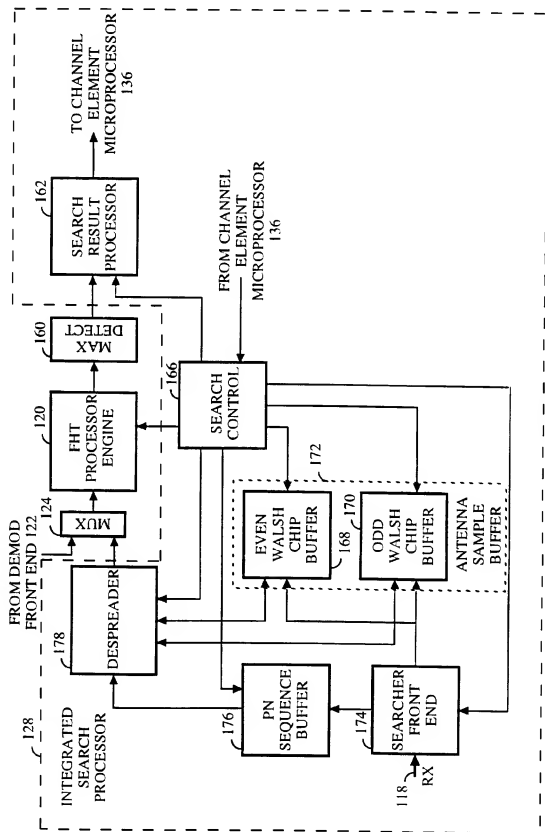 128
INTEGRATED
SEARCH
PROCESSOR
FROM DEMOD
FRONT END 122
178
DESPREADER
124
MUX
120
FHT
PROCESSOR
ENGINE
160
MAX
DETECT
162
SEARCH
RESULT
PROCESSOR
TO CHANNEL
ELEMENT
MICROPROCESSOR
136
166
SEARCH
CONTROL
FROM CHANNEL
ELEMENT
MICROPROCESSOR
136
176
PN
SEQUENCE
BUFFER
172
EVEN
WALSH
CHIP
BUFFER
168
170
ODD
WALSH
CHIP
BUFFER
ANTENNA
SAMPLE
BUFFER
174
SEARCHER
FRONT
END
118
RX